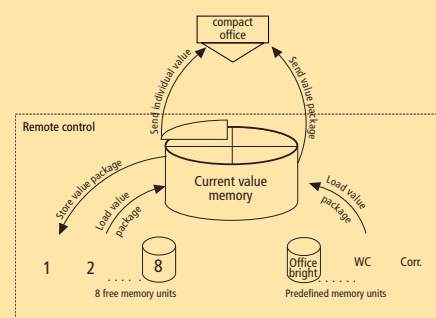 compact
office
Send individual value
Send value package
Remote control
Store value package
Load value
package
Current value
memory
Load value
package
1 2 ..... 8
Office
bright ...... WC Corr.
8 free memory units
Predefined memory units